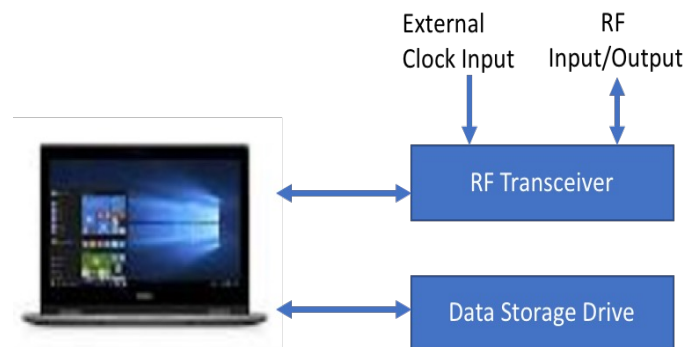 External
Clock Input
RF
Input/Output
RF Transceiver
Data Storage Drive